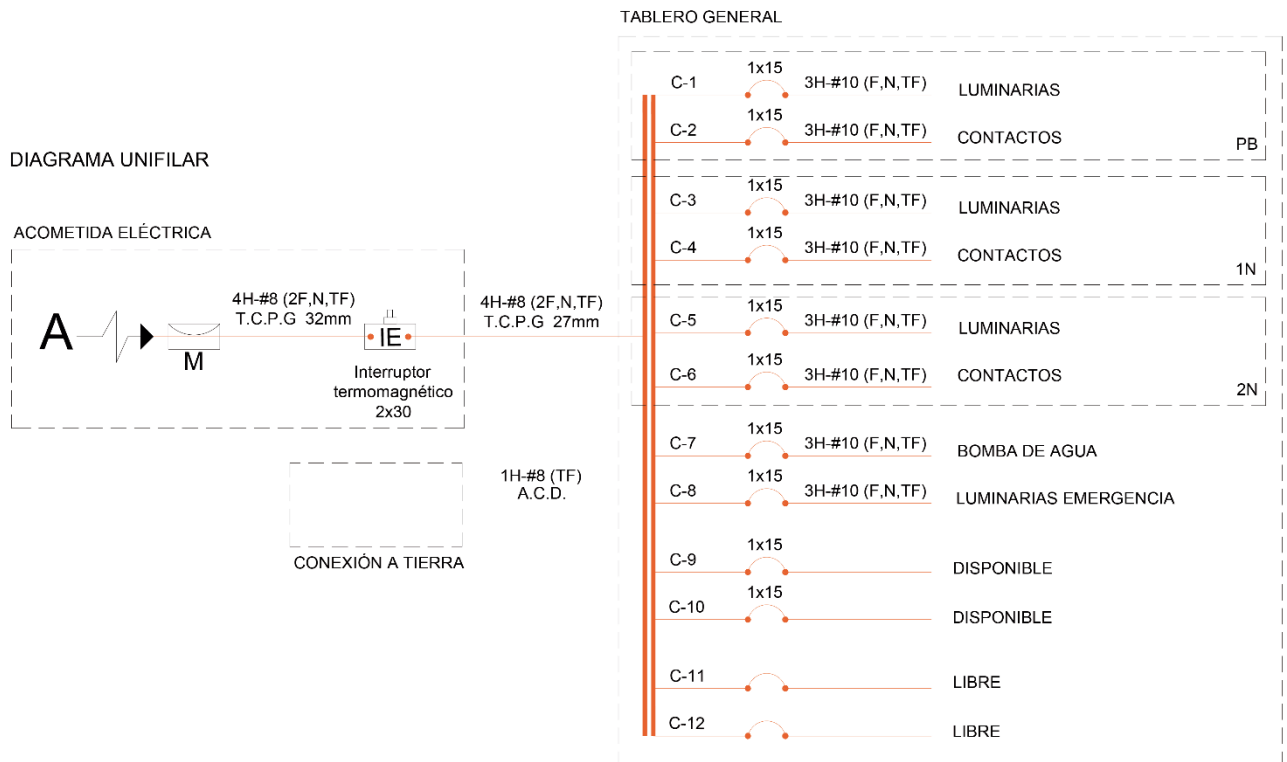 TABLERO GENERAL
DIAGRAMA UNIFILAR
ACOMETIDA ELÉCTRICA
A
M
4H-#8 (2F,N,TF)
T.C.P.G 32mm
IE
Interruptor
termomagnético
2x30
4H-#8 (2F,N,TF)
T.C.P.G 27mm
1H-#8 (TF)
A.C.D.
CONEXIÓN A TIERRA
C-1 1x15 3H-#10 (F,N,TF) LUMINARIAS
C-2 1x15 3H-#10 (F,N,TF) CONTACTOS
PB
C-3 1x15 3H-#10 (F,N,TF) LUMINARIAS
C-4 1x15 3H-#10 (F,N,TF) CONTACTOS
1N
C-5 1x15 3H-#10 (F,N,TF) LUMINARIAS
C-6 1x15 3H-#10 (F,N,TF) CONTACTOS
2N
C-7 1x15 3H-#10 (F,N,TF) BOMBA DE AGUA
C-8 1x15 3H-#10 (F,N,TF) LUMINARIAS EMERGENCIA
C-9 1x15 DISPONIBLE
C-10 1x15 DISPONIBLE
C-11 LIBRE
C-12 LIBRE